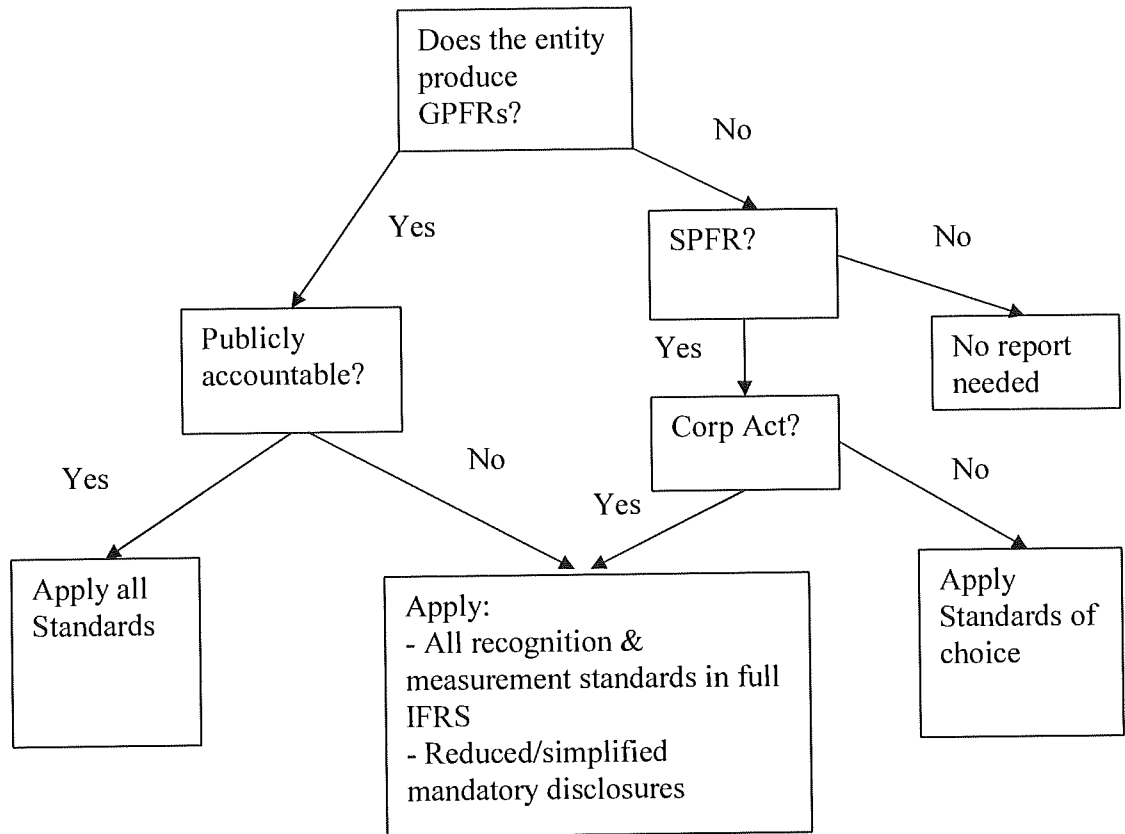 Does the entity
produce
GPFRs?
No
Yes
SPFR?
No
Publicly
accountable?
Yes
No report
needed
Corp Act?
Yes
No
Yes
No
Apply all
Standards
Apply:
- All recognition &
measurement standards in full
IFRS
- Reduced/simplified
mandatory disclosures
Apply
Standards of
choice